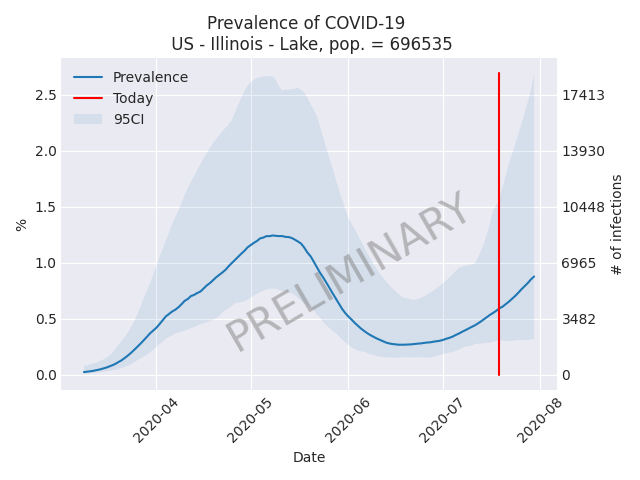 Prevalence of COVID-19
US - Illinois - Lake, pop. = 696535
Prevalence
Today
95CI
%
2.5
2.0
1.5
1.0
0.5
0.0
17413
13930
10448
6965
3482
0
# of infections
PRELIMINARY
2020-04
2020-05
2020-06
2020-07
2020-08
Date